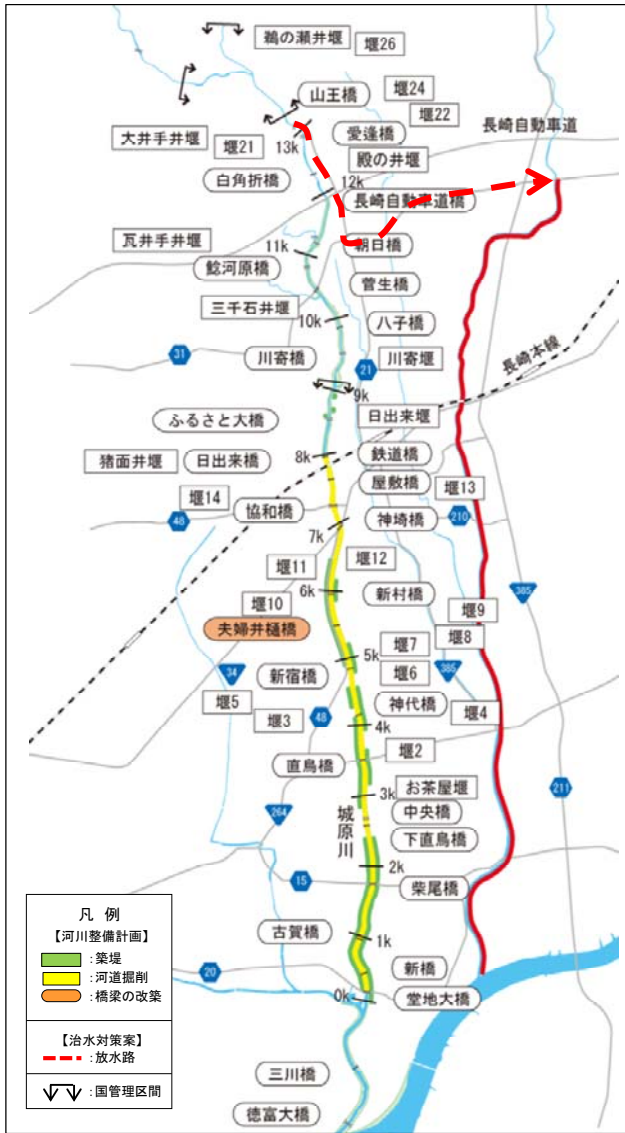 鵜の瀬井堰
堰26
山王橋
堰24
堰22
長崎自動車道
大井手井堰
堰21
13k
愛逢橋
殿の井堰
白角折橋
12k
長崎自動車道橋
瓦井手井堰
11k
朝日橋
鯰河原橋
菅生橋
三千石井堰
10k
八子橋
31
川寄橋
21
川寄堰
長崎本線
9k
日出来堰
ふるさと大橋
猪面井堰
日出来橋
8k
鉄道橋
屋敷橋
堰14
堰13
48
協和橋
7k
神埼橋
210
堰11
堰12
385
6k
新村橋
堰10
堰9
夫婦井樋橋
堰8
堰7
5k
34
新宿橋
堰6
385
堰5
堰3
48
神代橋
堰4
4k
堰2
直鳥橋
211
3k
お茶屋堰
264
城原川
中央橋
下直鳥橋
2k
15
柴尾橋
凡 例
【河川整備計画】
：築堤
：河道掘削
：橋梁の改築
【治水対策案】
：放水路
：国管理区間
古賀橋
1k
20
新橋
0k
堂地大橋
三川橋
徳富大橋